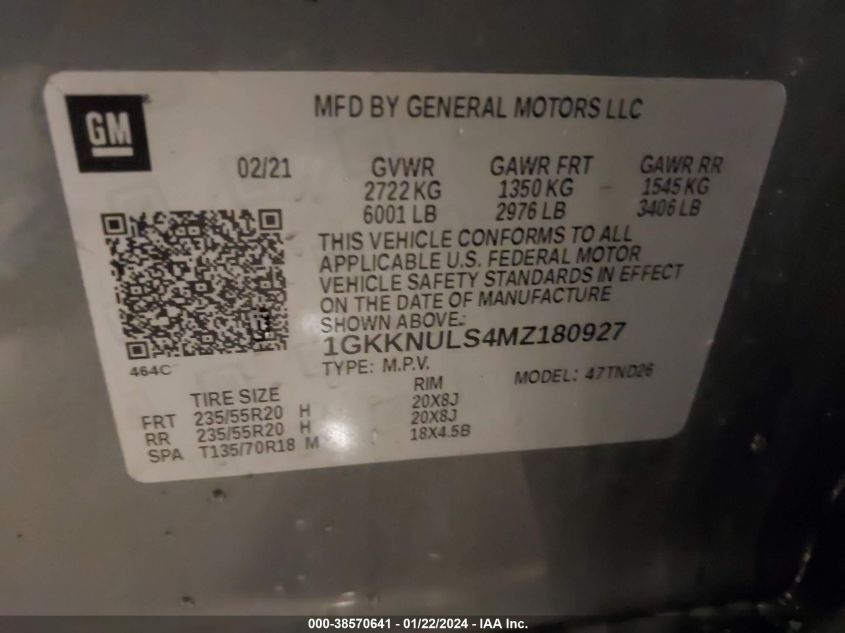 GM
MFD BY GENERAL MOTORS LLC
02/21 GVWR GAWR FRT GAWR RR
2722 KG 1350 KG 1545 KG
6001 LB 2976 LB 3406 LB
THIS VEHICLE CONFORMS TO ALL
APPLICABLE U.S. FEDERAL MOTOR
VEHICLE SAFETY STANDARDS IN EFFECT
ON THE DATE OF MANUFACTURE
SHOWN ABOVE.
1GKKNULS4MZ180927
464C
TYPE: M.P.V. MODEL: 47TND26
TIRE SIZE RIM
FRT 235/55R20 H 20X8J
RR 235/55R20 H 20X8J
SPA T135/70R18 M 18X4.5B
000-38570641 - 01/22/2024 - IAA Inc.